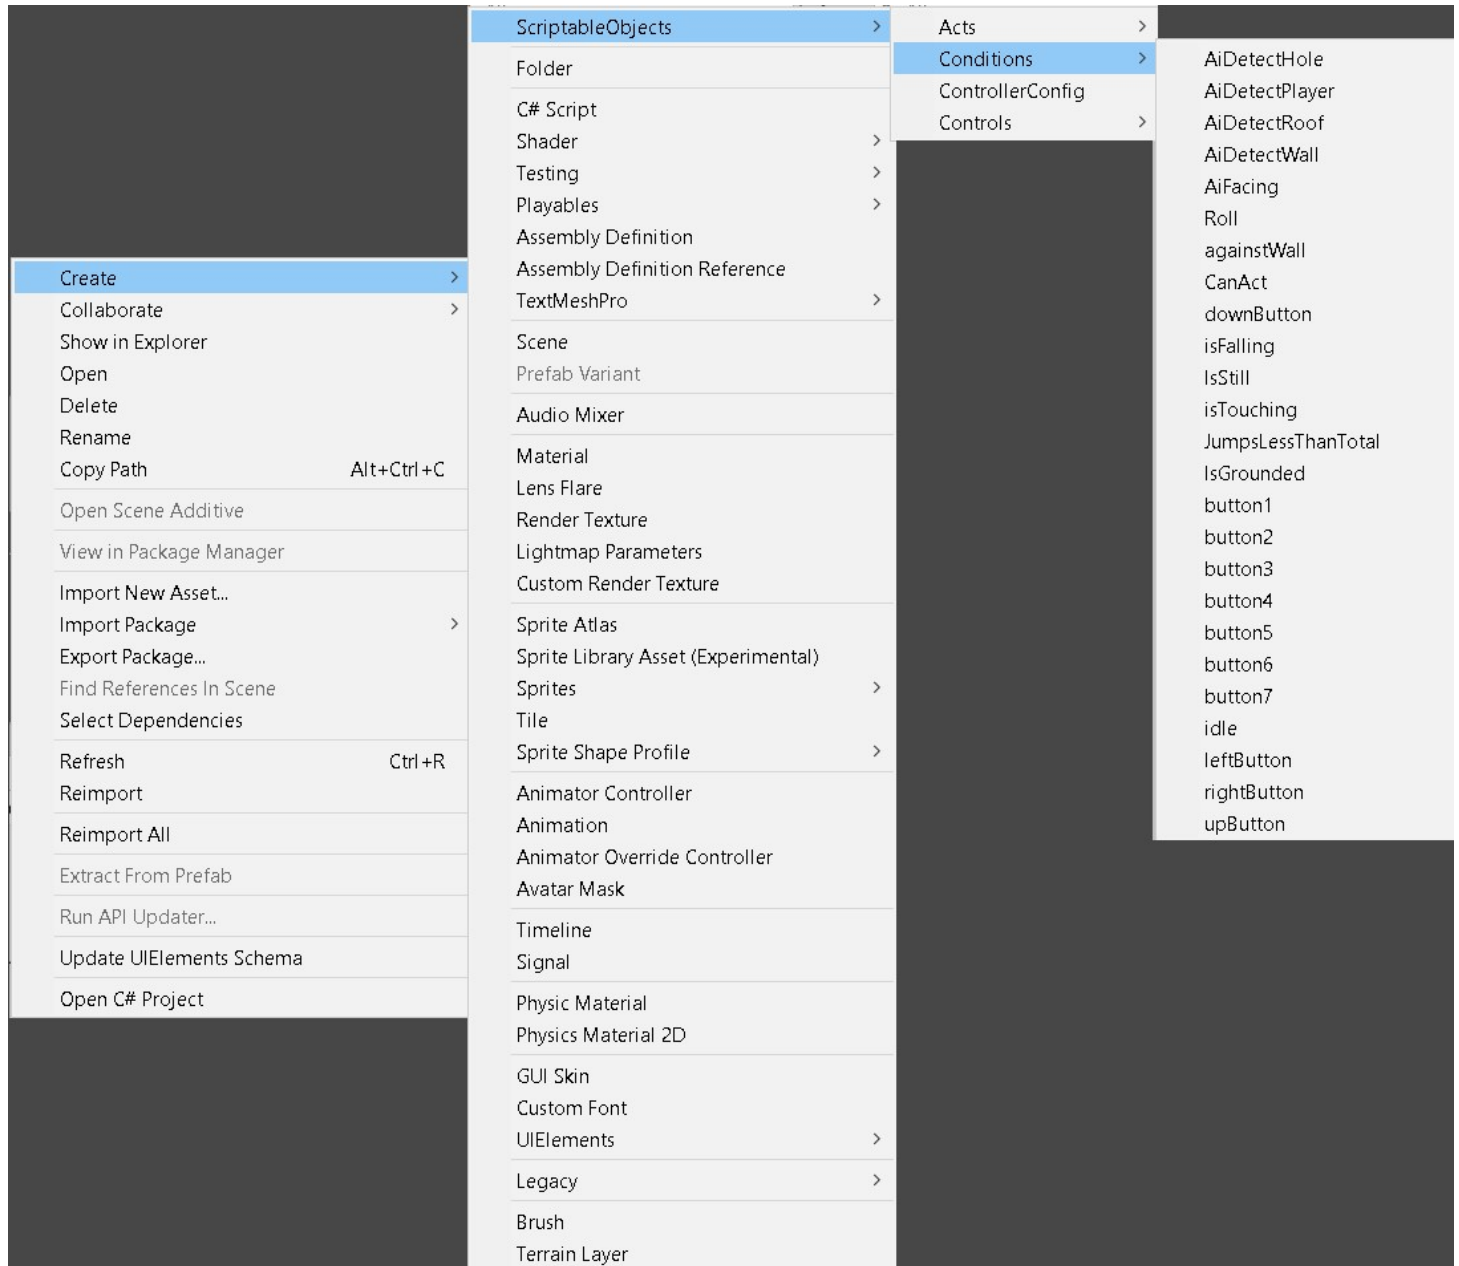 Create
Collaborate
Show in Explorer
Open
Delete
Rename
Copy Path Alt+Ctrl+C
Open Scene Additive
View in Package Manager
Import New Asset...
Import Package
Export Package...
Find References In Scene
Select Dependencies
Refresh Ctrl+R
Reimport
Reimport All
Extract From Prefab
Run API Updater...
Update UIElements Schema
Open C# Project
ScriptableObjects
Folder
C# Script
Shader
Testing
Playables
Assembly Definition
Assembly Definition Reference
TextMeshPro
Scene
Prefab Variant
Audio Mixer
Material
Lens Flare
Render Texture
Lightmap Parameters
Custom Render Texture
Sprite Atlas
Sprite Library Asset (Experimental)
Sprites
Tile
Sprite Shape Profile
Animator Controller
Animation
Animator Override Controller
Avatar Mask
Timeline
Signal
Physic Material
Physics Material 2D
GUI Skin
Custom Font
UIElements
Legacy
Brush
Terrain Layer
Acts
Conditions
ControllerConfig
Controls
AiDetectHole
AiDetectPlayer
AiDetectRoof
AiDetectWall
AiFacing
Roll
againstWall
CanAct
downButton
isFalling
IsStill
isTouching
JumpsLessThanTotal
IsGrounded
button1
button2
button3
button4
button5
button6
button7
idle
leftButton
rightButton
upButton